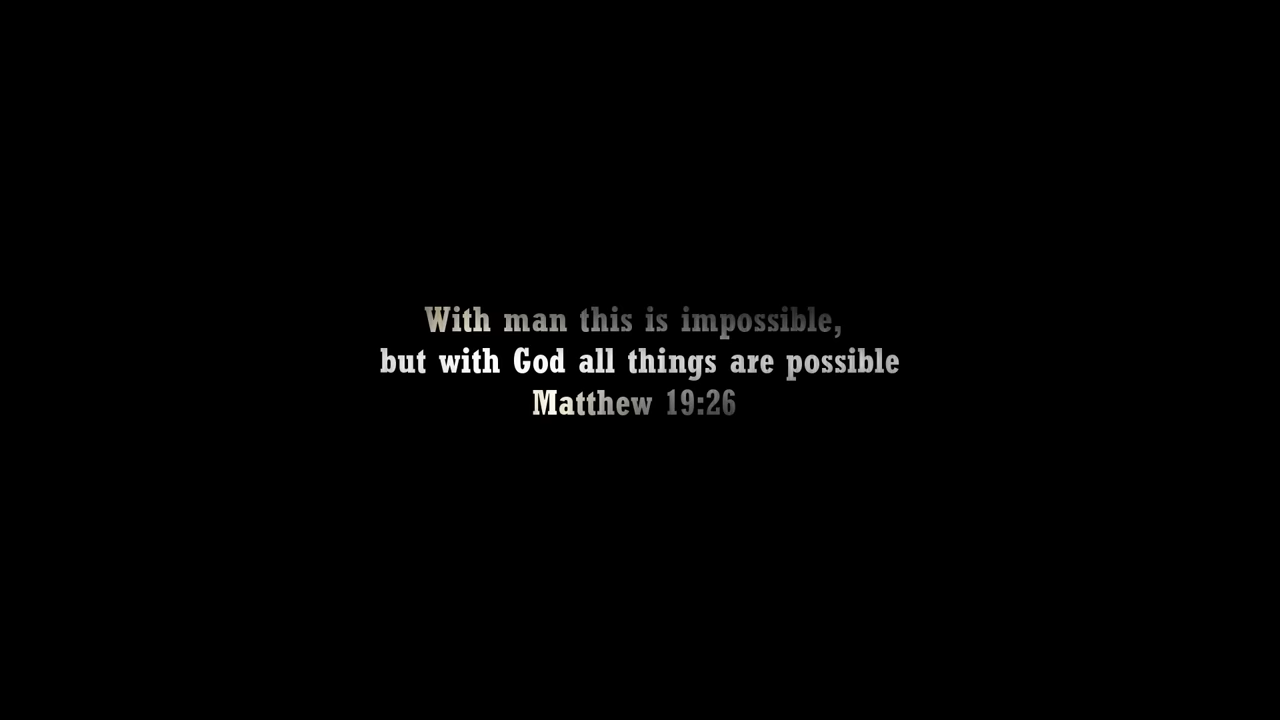 With man this is impossible,
but with God all things are possible
Matthew 19:26